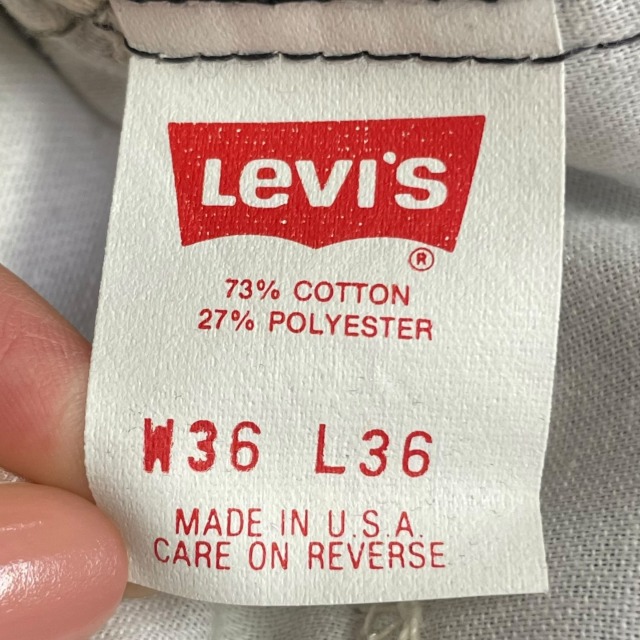 Levi's
®
73% COTTON
27% POLYESTER
W36 L36
MADE IN U.S.A.
CARE ON REVERSE